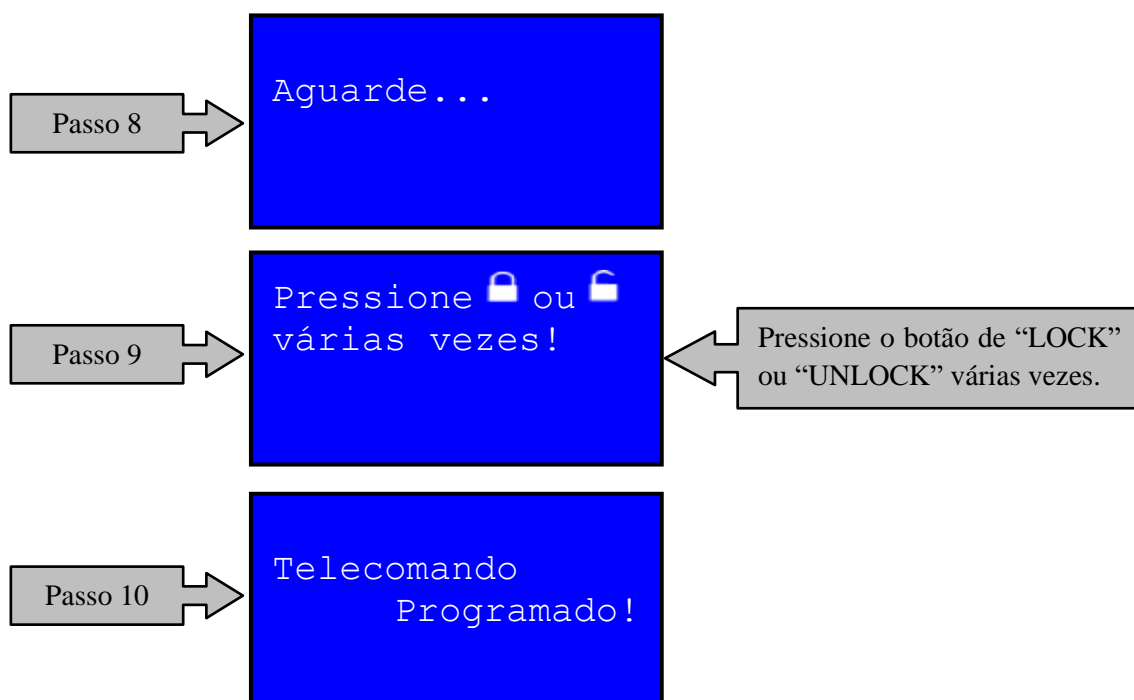 Passo 8
Aguarde...
Passo 9
Pressione 🔒 ou 🔓
várias vezes!
Pressione o botão de “LOCK”
ou “UNLOCK” várias vezes.
Passo 10
Telecomando
Programado!